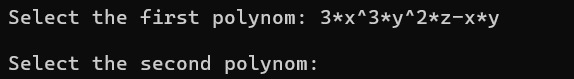 Select the first polynom: 3*x^3*y^2*z-x*y
Select the second polynom: